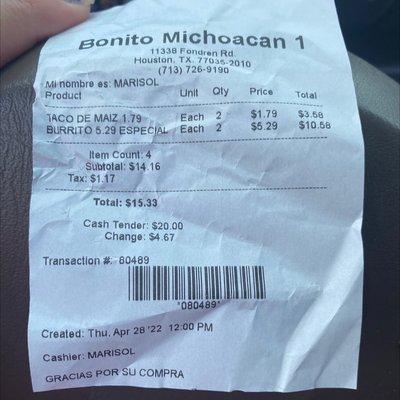 Bonito Michoacan 1
11338 Fondren Rd.
Houston, TX. 77035-2010
(713) 726-9190
Mi nombre es: MARISOL
Product Unit Qty Price Total
TACO DE MAIZ 1.79 Each 2 $1.79 $3.58
BURRITO 5.29 ESPECIAL Each 2 $5.29 $10.58
Item Count: 4
Subtotal: $14.16
Tax: $1.17
Total: $15.33
Cash Tender: $20.00
Change: $4.67
Transaction #: 80489
*080489*
Created: Thu, Apr 28 '22 12:00 PM
Cashier: MARISOL
GRACIAS POR SU COMPRA